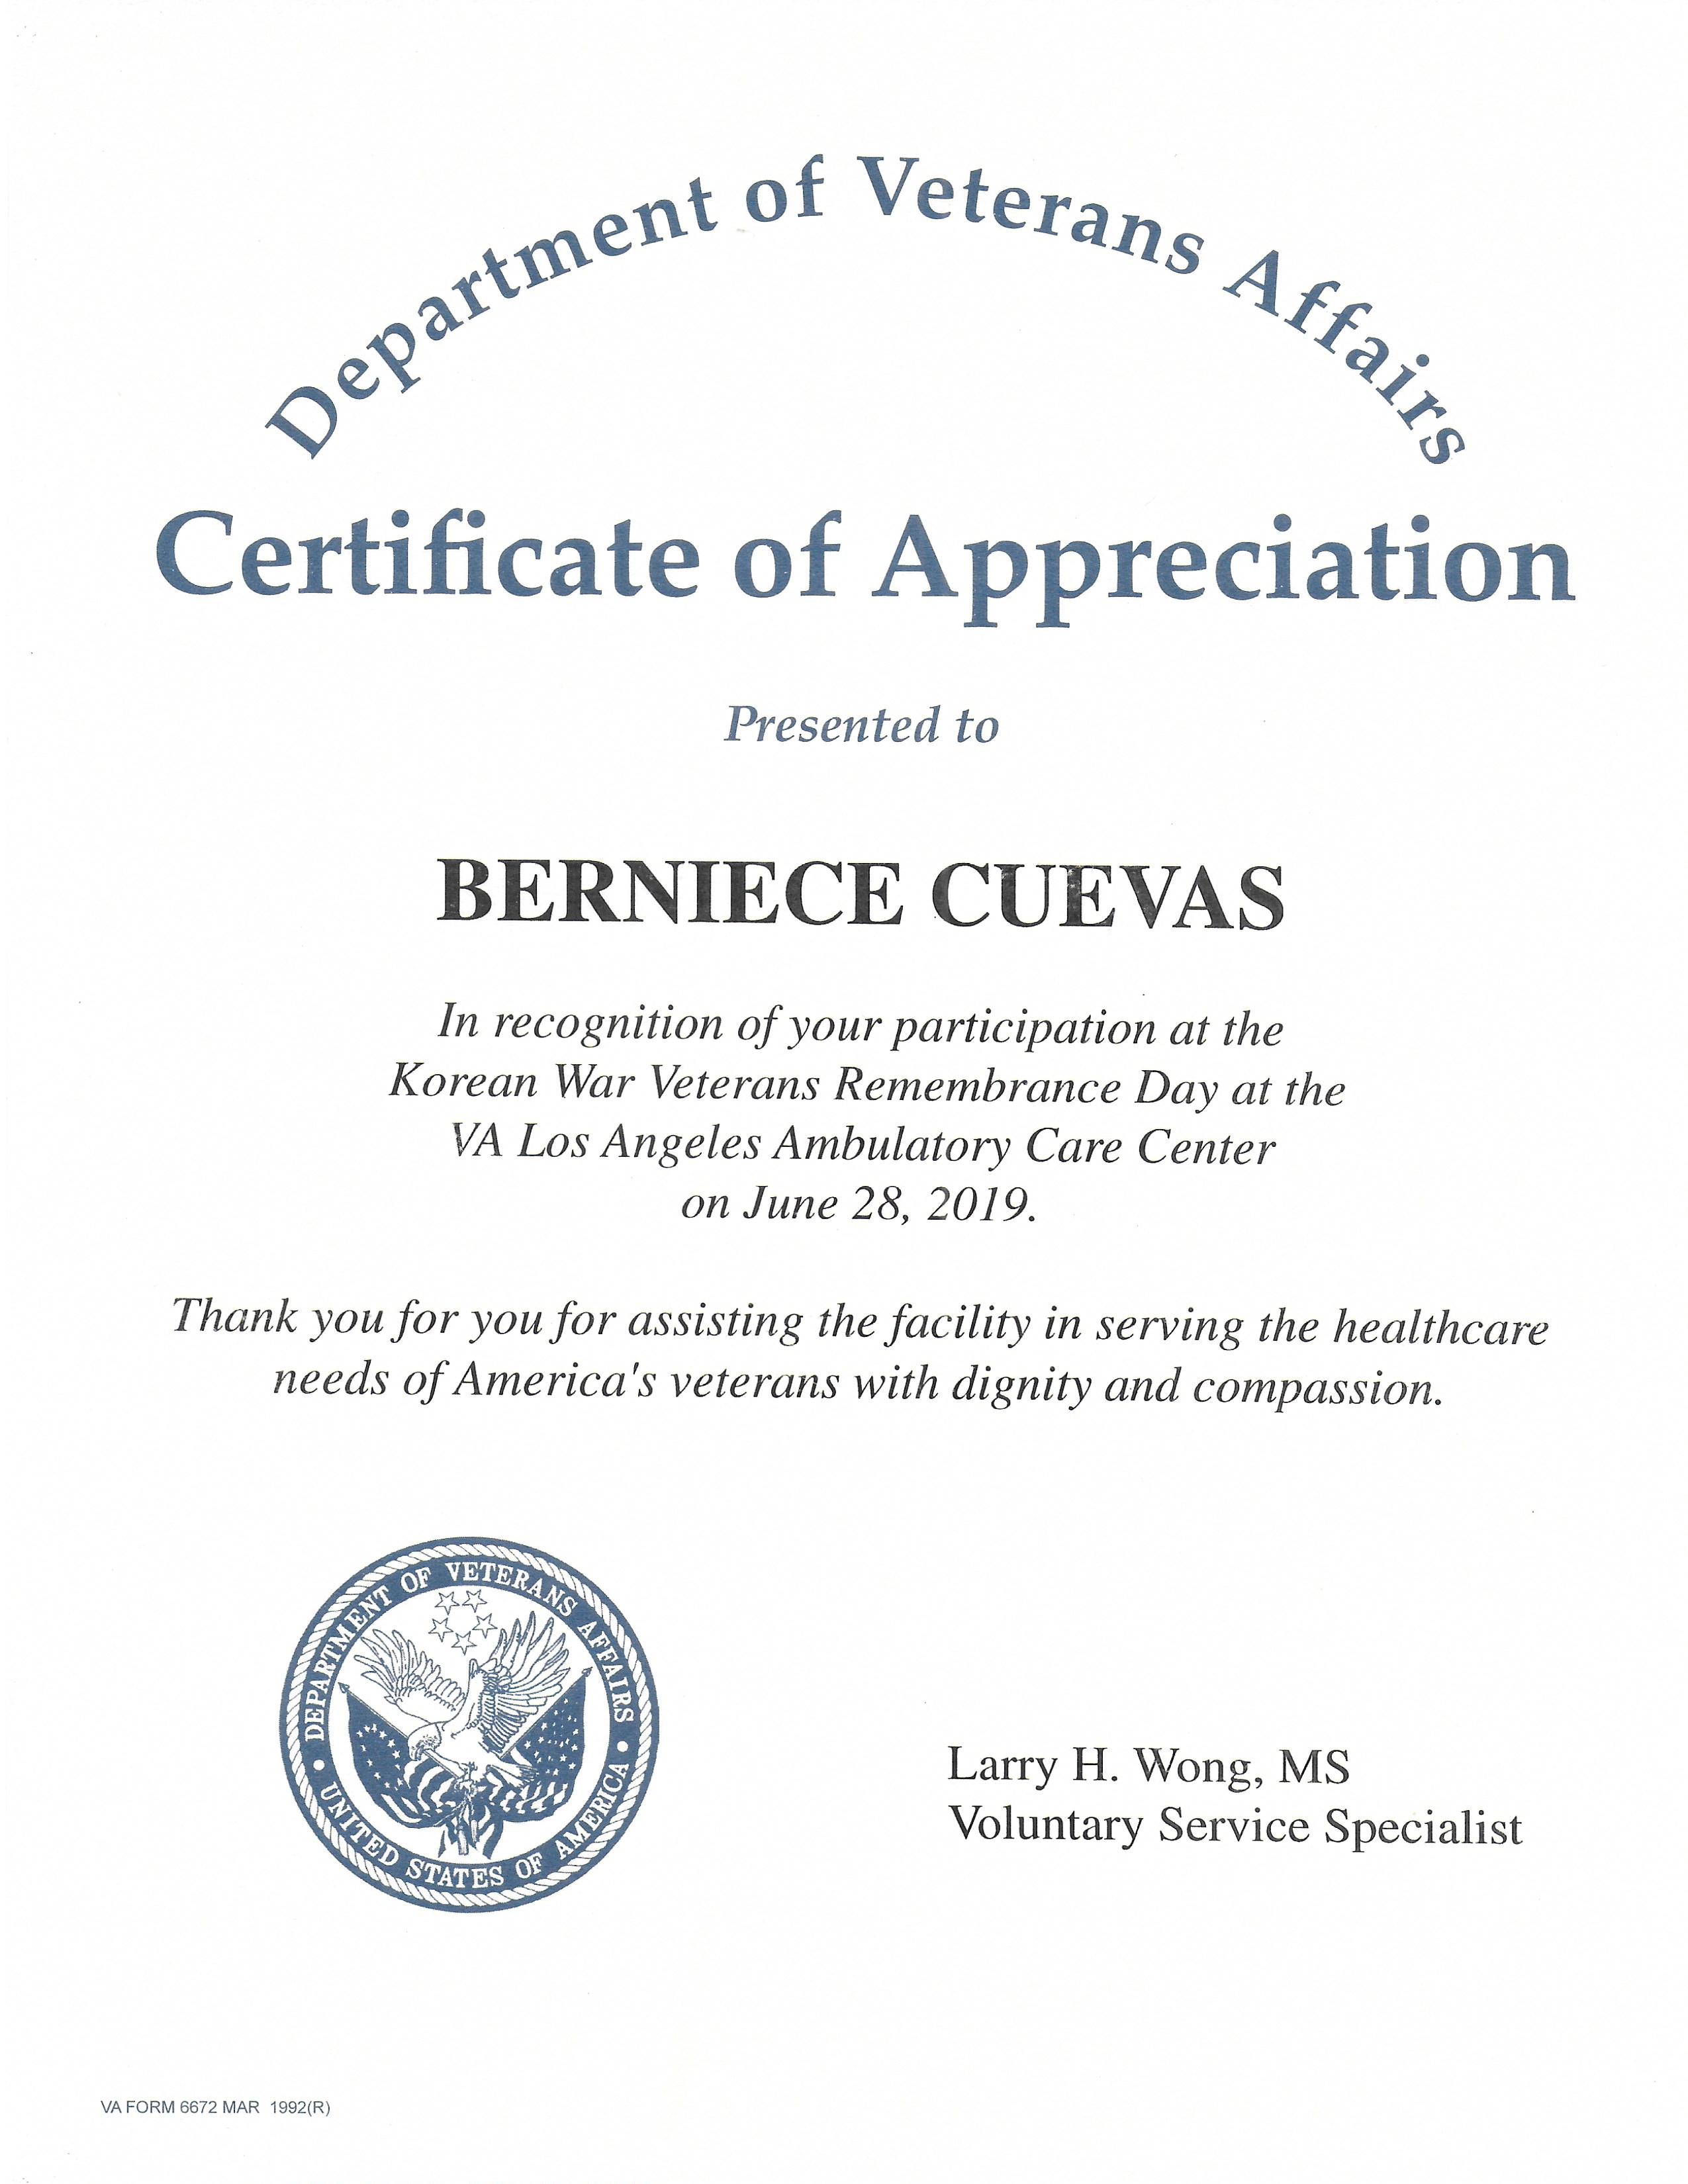 Department of Veterans Affairs
Certificate of Appreciation
Presented to
BERNIECE CUEVAS
In recognition of your participation at the
Korean War Veterans Remembrance Day at the
VA Los Angeles Ambulatory Care Center
on June 28, 2019.
Thank you for you for assisting the facility in serving the healthcare
needs of America's veterans with dignity and compassion.
DEPARTMENT OF VETERANS AFFAIRS
UNITED STATES OF AMERICA
Larry H. Wong, MS
Voluntary Service Specialist
VA FORM 6672 MAR 1992(R)